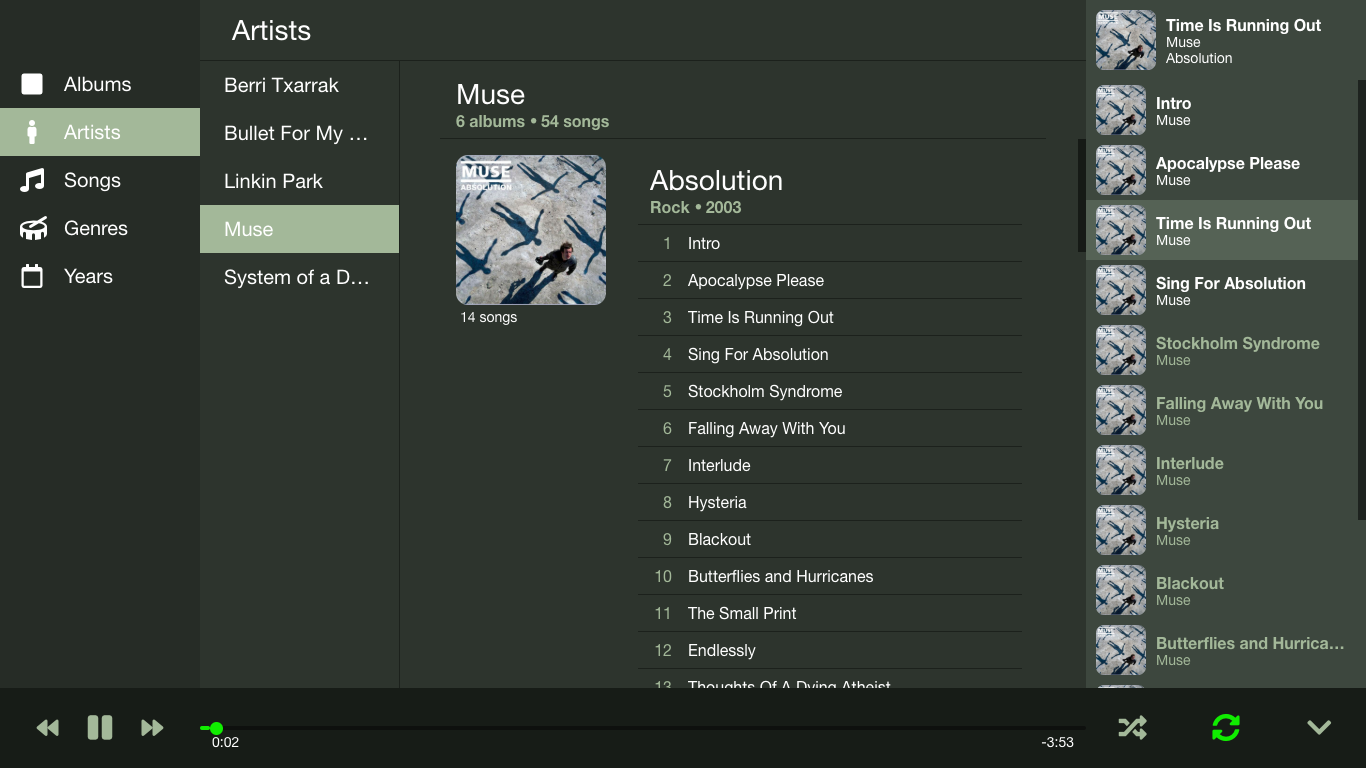 Albums
Artists
Songs
Genres
Years
Artists
Berri Txarrak
Bullet For My ...
Linkin Park
Muse
System of a D...
Muse
6 albums • 54 songs
MUSE
ABSOLUTION
14 songs
Absolution
Rock • 2003
1 Intro
2 Apocalypse Please
3 Time Is Running Out
4 Sing For Absolution
5 Stockholm Syndrome
6 Falling Away With You
7 Interlude
8 Hysteria
9 Blackout
10 Butterflies and Hurricanes
11 The Small Print
12 Endlessly
13 Thoughts Of A Dying Atheist
Time Is Running Out
Muse
Absolution
Intro
Muse
Apocalypse Please
Muse
Time Is Running Out
Muse
Sing For Absolution
Muse
Stockholm Syndrome
Muse
Falling Away With You
Muse
Interlude
Muse
Hysteria
Muse
Blackout
Muse
Butterflies and Hurrica...
Muse
0:02
-3:53